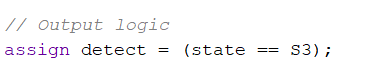 // Output logic
assign detect = (state == S3);